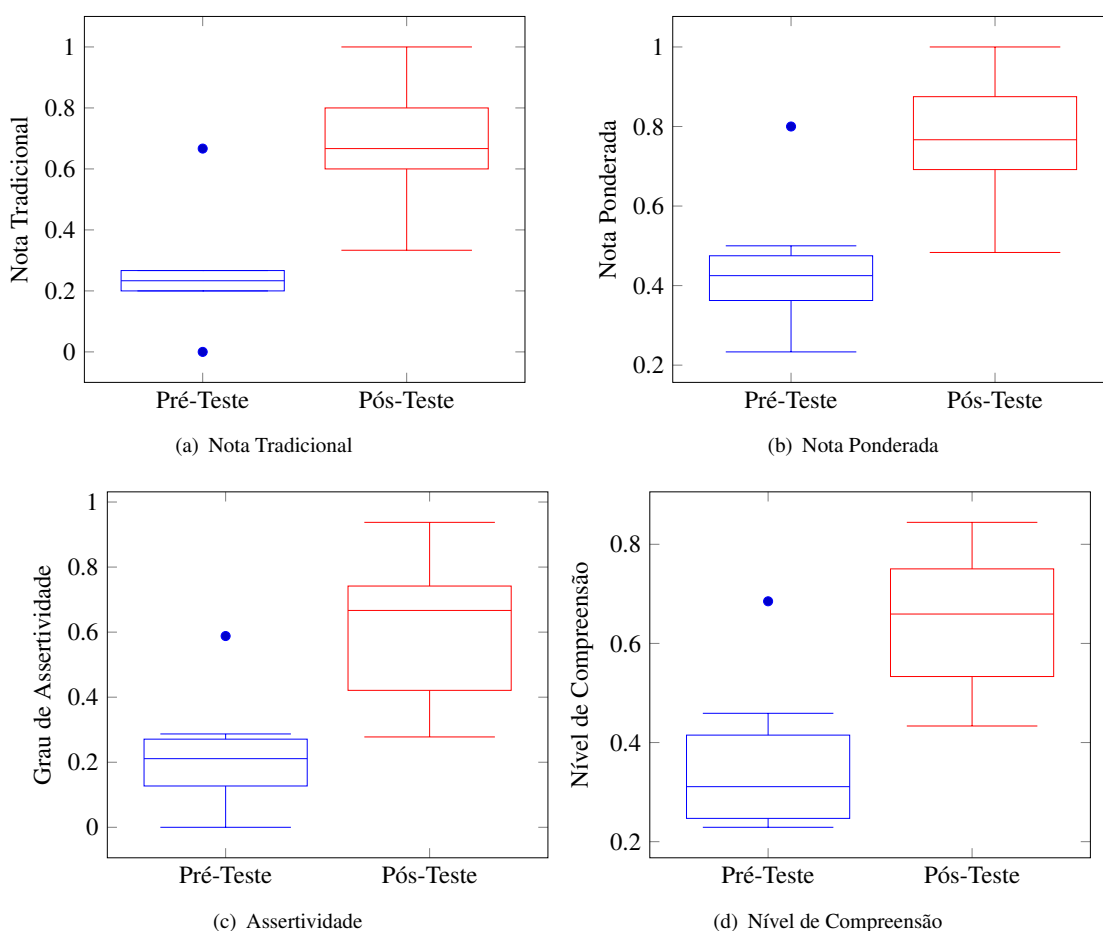 1
0.8
0.6
0.4
0.2
0
Nota Tradicional
Pré-Teste Pós-Teste
(a) Nota Tradicional
1
0.8
0.6
0.4
0.2
Nota Ponderada
Pré-Teste Pós-Teste
(b) Nota Ponderada
1
0.8
0.6
0.4
0.2
0
Grau de Assertividade
Pré-Teste Pós-Teste
(c) Assertividade
0.8
0.6
0.4
0.2
Nível de Compreensão
Pré-Teste Pós-Teste
(d) Nível de Compreensão